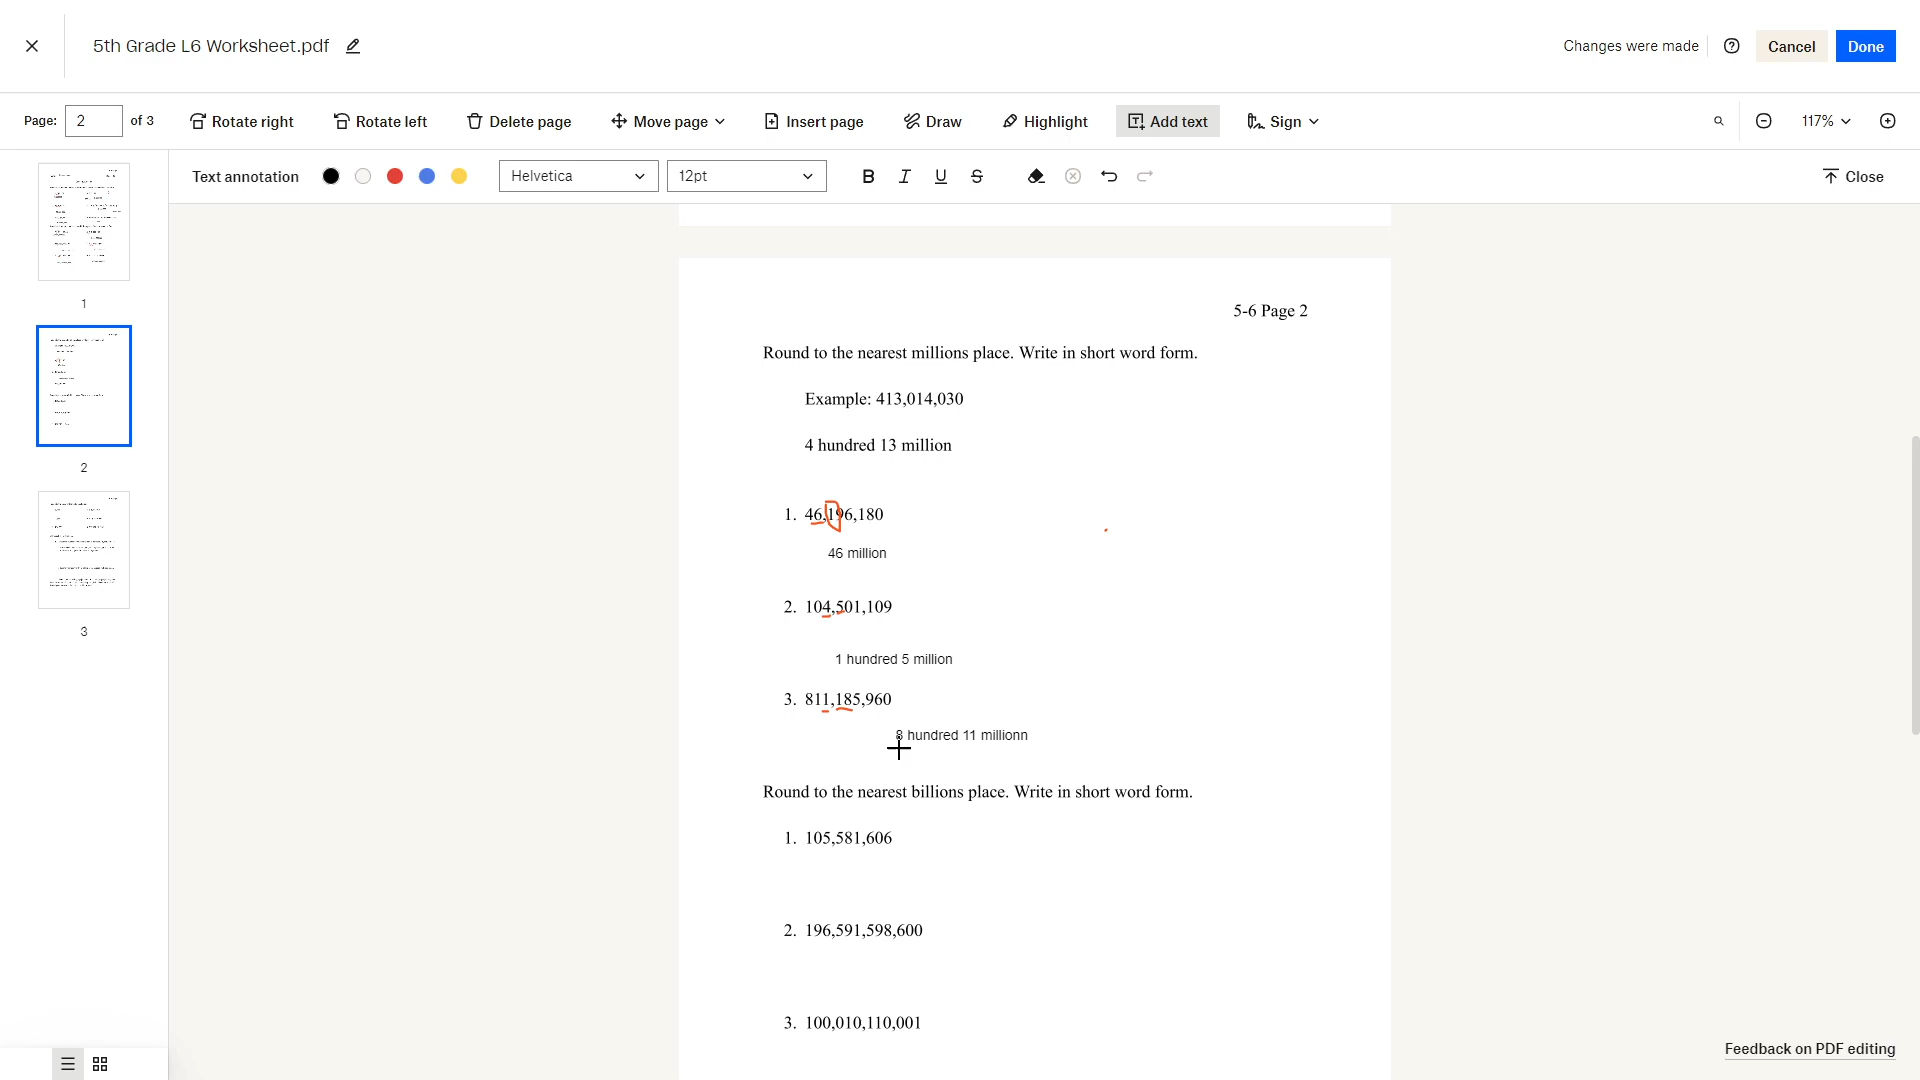 5th Grade L6 Worksheet.pdf
Changes were made
Cancel
Done
Page: 2 of 3
Rotate right
Rotate left
Delete page
Move page
Insert page
Draw
Highlight
Add text
Sign
117%
Text annotation
Helvetica
12pt
B I U S
Close
1
2
3
5-6 Page 2
Round to the nearest millions place. Write in short word form.
Example: 413,014,030
4 hundred 13 million
1. 46,196,180
46 million
2. 104,501,109
1 hundred 5 million
3. 811,185,960
8 hundred 11 millionn
Round to the nearest billions place. Write in short word form.
1. 105,581,606
2. 196,591,598,600
3. 100,010,110,001
Feedback on PDF editing